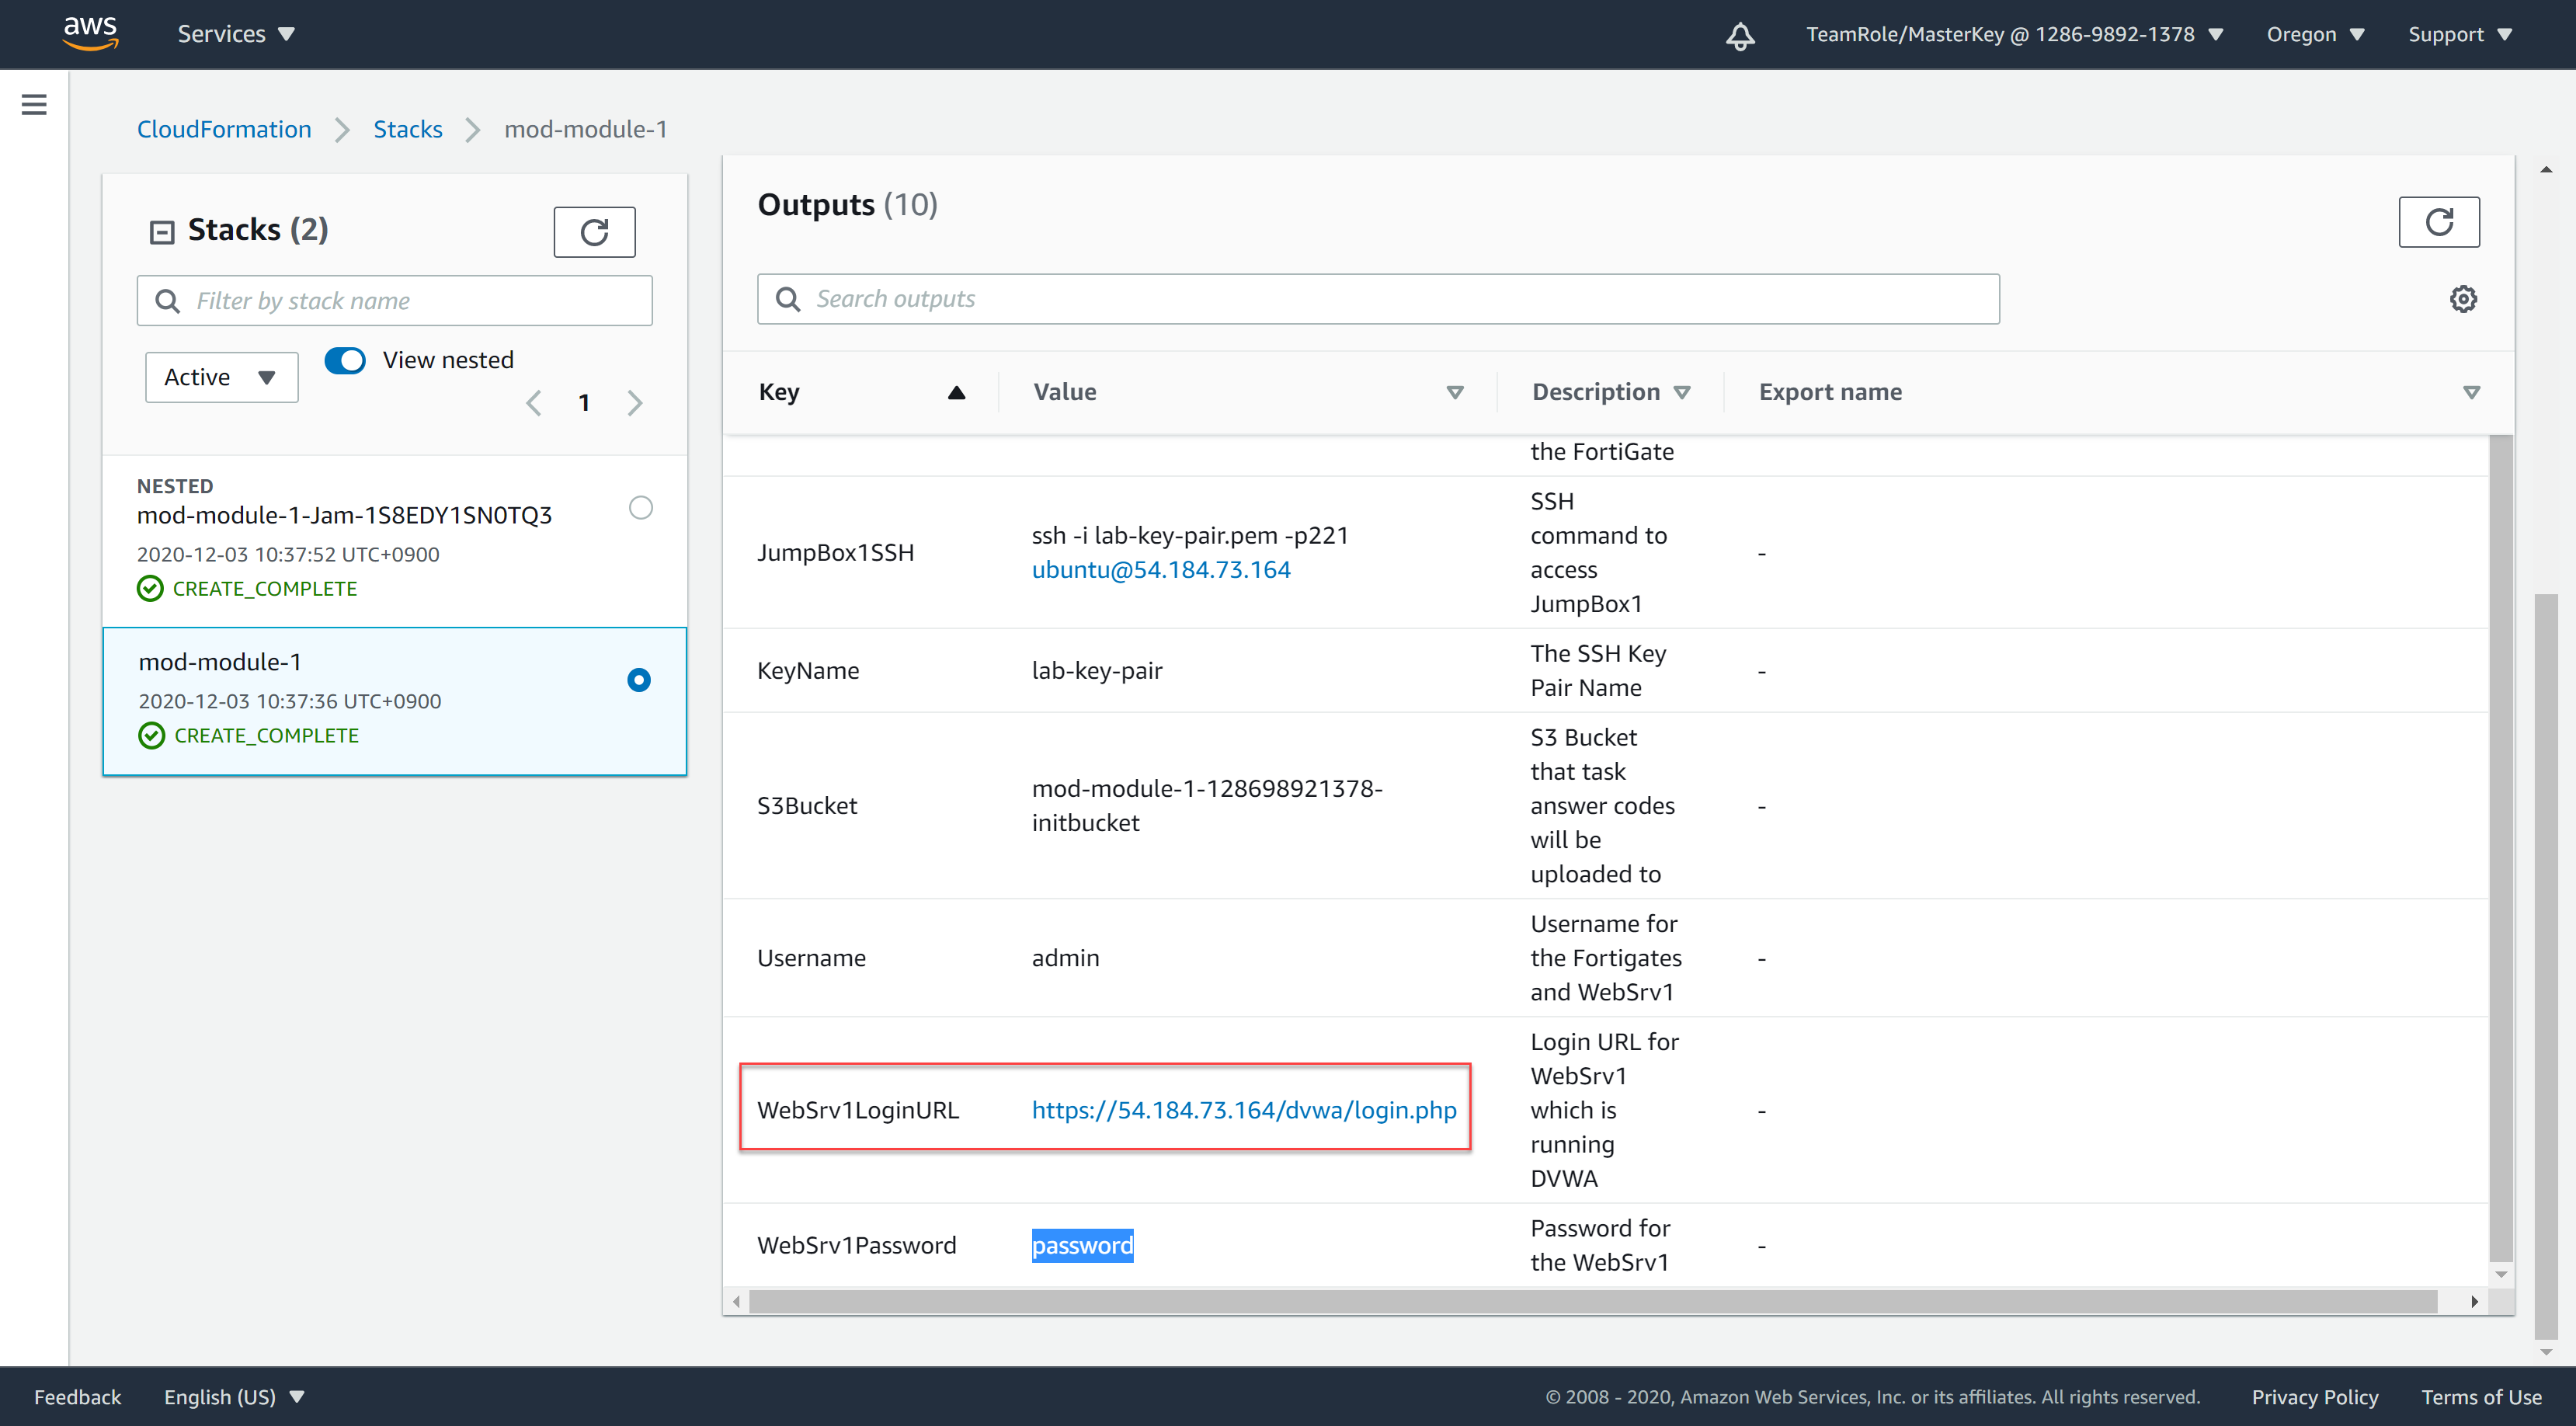 aws
Services
TeamRole/MasterKey @ 1286-9892-1378
Oregon
Support
CloudFormation
Stacks
mod-module-1
Stacks (2)
Filter by stack name
Active
View nested
1
NESTED
mod-module-1-Jam-1S8EDY1SN0TQ3
2020-12-03 10:37:52 UTC+0900
CREATE_COMPLETE
mod-module-1
2020-12-03 10:37:36 UTC+0900
CREATE_COMPLETE
Outputs (10)
Search outputs
Key
Value
Description
Export name
the FortiGate
JumpBox1SSH
ssh -i lab-key-pair.pem -p221
ubuntu@54.184.73.164
SSH
command to
access
JumpBox1
-
KeyName
lab-key-pair
The SSH Key
Pair Name
-
S3Bucket
mod-module-1-128698921378-
initbucket
S3 Bucket
that task
answer codes
will be
uploaded to
-
Username
admin
Username for
the Fortigates
and WebSrv1
-
WebSrv1LoginURL
https://54.184.73.164/dvwa/login.php
Login URL for
WebSrv1
which is
running
DVWA
-
WebSrv1Password
password
Password for
the WebSrv1
-
Feedback
English (US)
© 2008 - 2020, Amazon Web Services, Inc. or its affiliates. All rights reserved.
Privacy Policy
Terms of Use